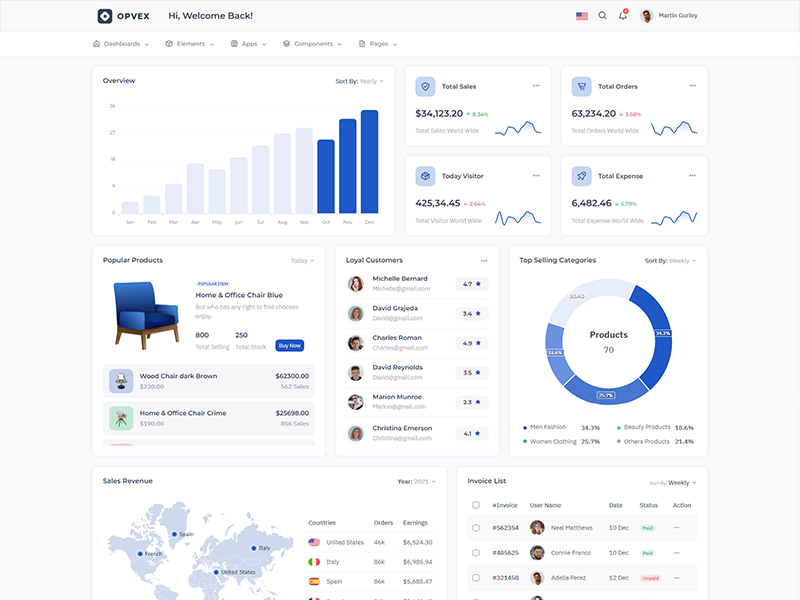 OPVEX
Hi, Welcome Back!
4
Martin Gurley
Dashboards
Elements
Apps
Components
Pages
Overview
Sort By: Yearly
36
27
18
9
0
Jan Feb Mar Apr May Jun Jul Aug Sep Oct Nov Dec
Total Sales
$34,123.20 8.34%
Total Sales World Wide
Total Orders
63,234.20 3.68%
Total Orders World Wide
Today Visitor
425,34.45 2.64%
Total Visitor World Wide
Total Expense
6,482.46 5.79%
Total Expense World Wide
Popular Products
Today
POPULAR ITEM
Home & Office Chair Blue
But who has any right to find chooses
enjoy.
800 250
Total Selling Total Stock
Buy Now
Wood Chair dark Brown $62300.00
$230.00 562 Sales
Home & Office Chair Crime $25698.00
$190.00 856 Sales
Loyal Customers
Michelle Bernard
Michelle@gmail.com
4.7
David Grajeda
David@gmail.com
3.4
Charles Roman
Charles@gmail.com
4.9
David Reynolds
David@gmail.com
3.5
Marion Munroe
Marion@gmail.com
2.3
Christina Emerson
Christina@gmail.com
4.1
Top Selling Categories
Sort By: Weekly
21.4%
34.3%
18.6%
25.7%
Products
70
Men Fashion 34.3%
Beauty Products 18.6%
Women Clothing 25.7%
Others Products 21.4%
Sales Revenue
Year: 2021
Spain
French
Italy
United States
Countries Orders Earnings
United States 46k $6,524.30
Italy 86k $6,985.94
Spain 86k $5,685.47
Invoice List
Sort By: Weekly
#Invoice User Name Date Status Action
#562354 Neal Matthews 10 Dec Paid
#485625 Connie Franco 10 Dec Paid
#321458 Adella Perez 12 Dec Unpaid